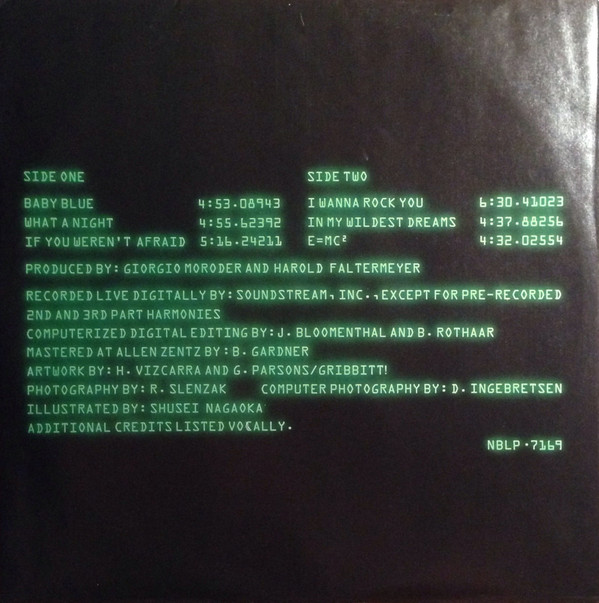 SIDE ONE SIDE TWO
BABY BLUE 4:53.08943 I WANNA ROCK YOU 6:30.41023
WHAT A NIGHT 4:55.62392 IN MY WILDEST DREAMS 4:37.88256
IF YOU WEREN'T AFRAID 5:16.24211 E=MC² 4:32.02554
PRODUCED BY: GIORGIO MORODER AND HAROLD FALTERMEYER
RECORDED LIVE DIGITALLY BY: SOUNDSTREAM, INC., EXCEPT FOR PRE-RECORDED
2ND AND 3RD PART HARMONIES
COMPUTERIZED DIGITAL EDITING BY: J. BLOOMENTHAL AND B. ROTHAAR
MASTERED AT ALLEN ZENTZ BY: B. GARDNER
ARTWORK BY: H. VIZCARRA AND G. PARSONS/GRIBBITT!
PHOTOGRAPHY BY: R. SLENZAK COMPUTER PHOTOGRAPHY BY: D. INGEBRETSEN
ILLUSTRATED BY: SHUSEI NAGAOKA
ADDITIONAL CREDITS LISTED VOCALLY.
NBLP·7169